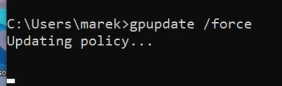 C:\Users\marek>gpupdate /force
Updating policy...